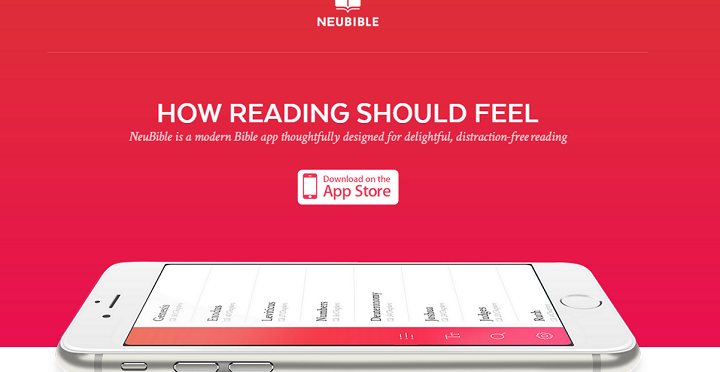 NEUBIBLE
HOW READING SHOULD FEEL
NeuBible is a modern Bible app thoughtfully designed for delightful, distraction-free reading
Download on the
App Store
Genesis
Exodus
Leviticus
Numbers
Deuteronomy
Joshua
Judges
Ruth